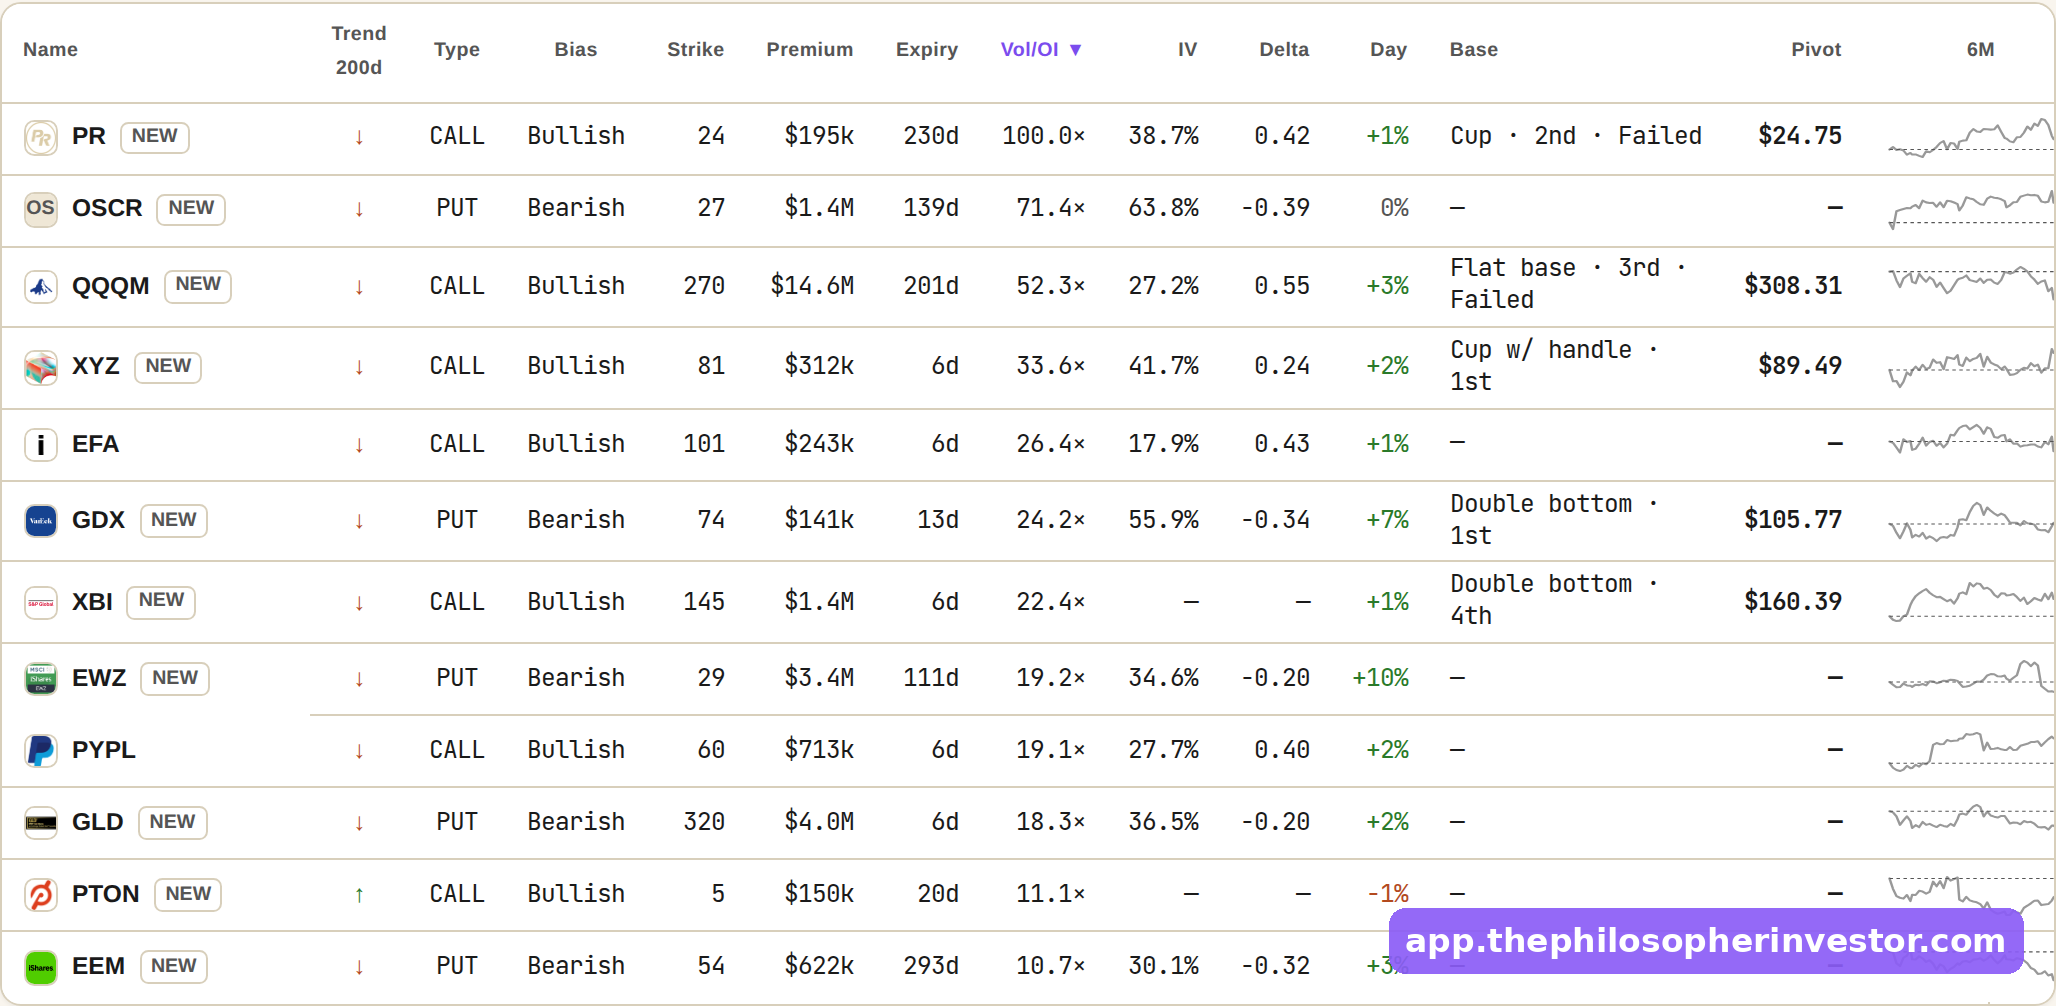 Name Trend 200d Type Bias Strike Premium Expiry Vol/OI ▼ IV Delta Day Base Pivot 6M
PR NEW ↓ CALL Bullish 24 $195k 230d 100.0× 38.7% 0.42 +1% Cup · 2nd · Failed $24.75
OS OSCR NEW ↓ PUT Bearish 27 $1.4M 139d 71.4× 63.8% -0.39 0% — —
QQQM NEW ↓ CALL Bullish 270 $14.6M 201d 52.3× 27.2% 0.55 +3% Flat base · 3rd · Failed $308.31
XYZ NEW ↓ CALL Bullish 81 $312k 6d 33.6× 41.7% 0.24 +2% Cup w/ handle · 1st $89.49
i EFA ↓ CALL Bullish 101 $243k 6d 26.4× 17.9% 0.43 +1% — —
VanEck GDX NEW ↓ PUT Bearish 74 $141k 13d 24.2× 55.9% -0.34 +7% Double bottom · 1st $105.77
S&P Global XBI NEW ↓ CALL Bullish 145 $1.4M 6d 22.4× — — +1% Double bottom · 4th $160.39
MSCI iShares EWZ EWZ NEW ↓ PUT Bearish 29 $3.4M 111d 19.2× 34.6% -0.20 +10% — —
PYPL ↓ CALL Bullish 60 $713k 6d 19.1× 27.7% 0.40 +2% — —
GLD NEW ↓ PUT Bearish 320 $4.0M 6d 18.3× 36.5% -0.20 +2% — —
PTON NEW ↑ CALL Bullish 5 $150k 20d 11.1× — — -1% — —
iShares EEM NEW ↓ PUT Bearish 54 $622k 293d 10.7× 30.1% -0.32 +3% — —
app.thephilosopherinvestor.com